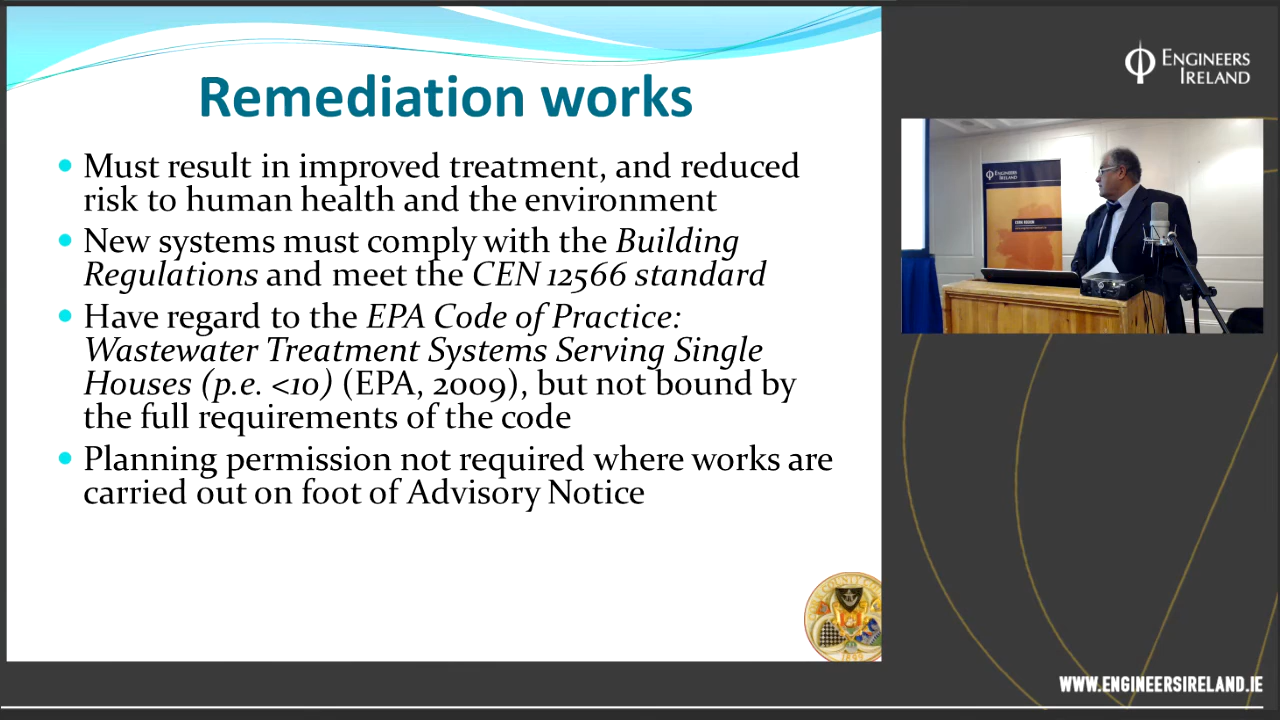 Remediation works
• Must result in improved treatment, and reduced
risk to human health and the environment
• New systems must comply with the Building
Regulations and meet the CEN 12566 standard
• Have regard to the EPA Code of Practice:
Wastewater Treatment Systems Serving Single
Houses (p.e. <10) (EPA, 2009), but not bound by
the full requirements of the code
• Planning permission not required where works are
carried out on foot of Advisory Notice
ENGINEERS
IRELAND
ENGINEERS
IRELAND
WWW.ENGINEERSIRELAND.IE